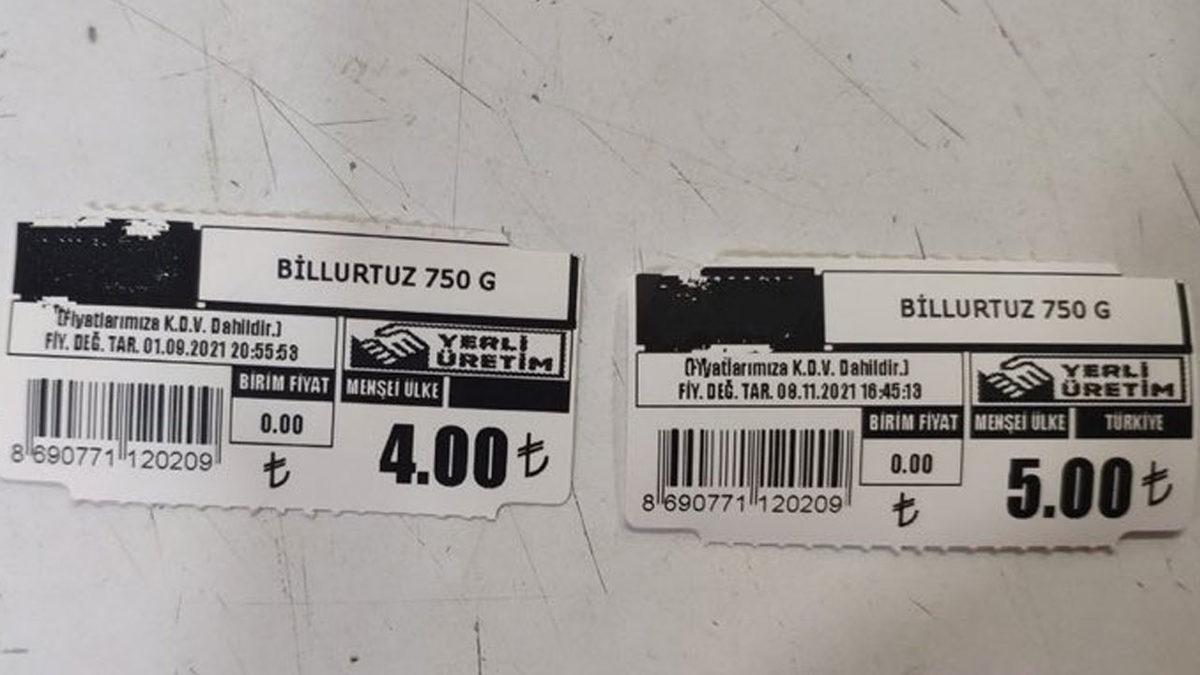 BİLLURTUZ 750 G
(Fiyatlarımıza K.D.V. Dahildir.)
FİY. DEĞ. TAR. 01.09.2021 20:55:53
YERLİ
ÜRETİM
BİRİM FİYAT
MENŞEİ ÜLKE
0.00
₺
4.00 ₺
8 690771 120209
BİLLURTUZ 750 G
(Fiyatlarımıza K.D.V. Dahildir.)
FİY. DEĞ. TAR. 08.11.2021 16:45:13
YERLİ
ÜRETİM
BİRİM FİYAT
MENŞEİ ÜLKE
TÜRKİYE
0.00
₺
5.00 ₺
8 690771 120209